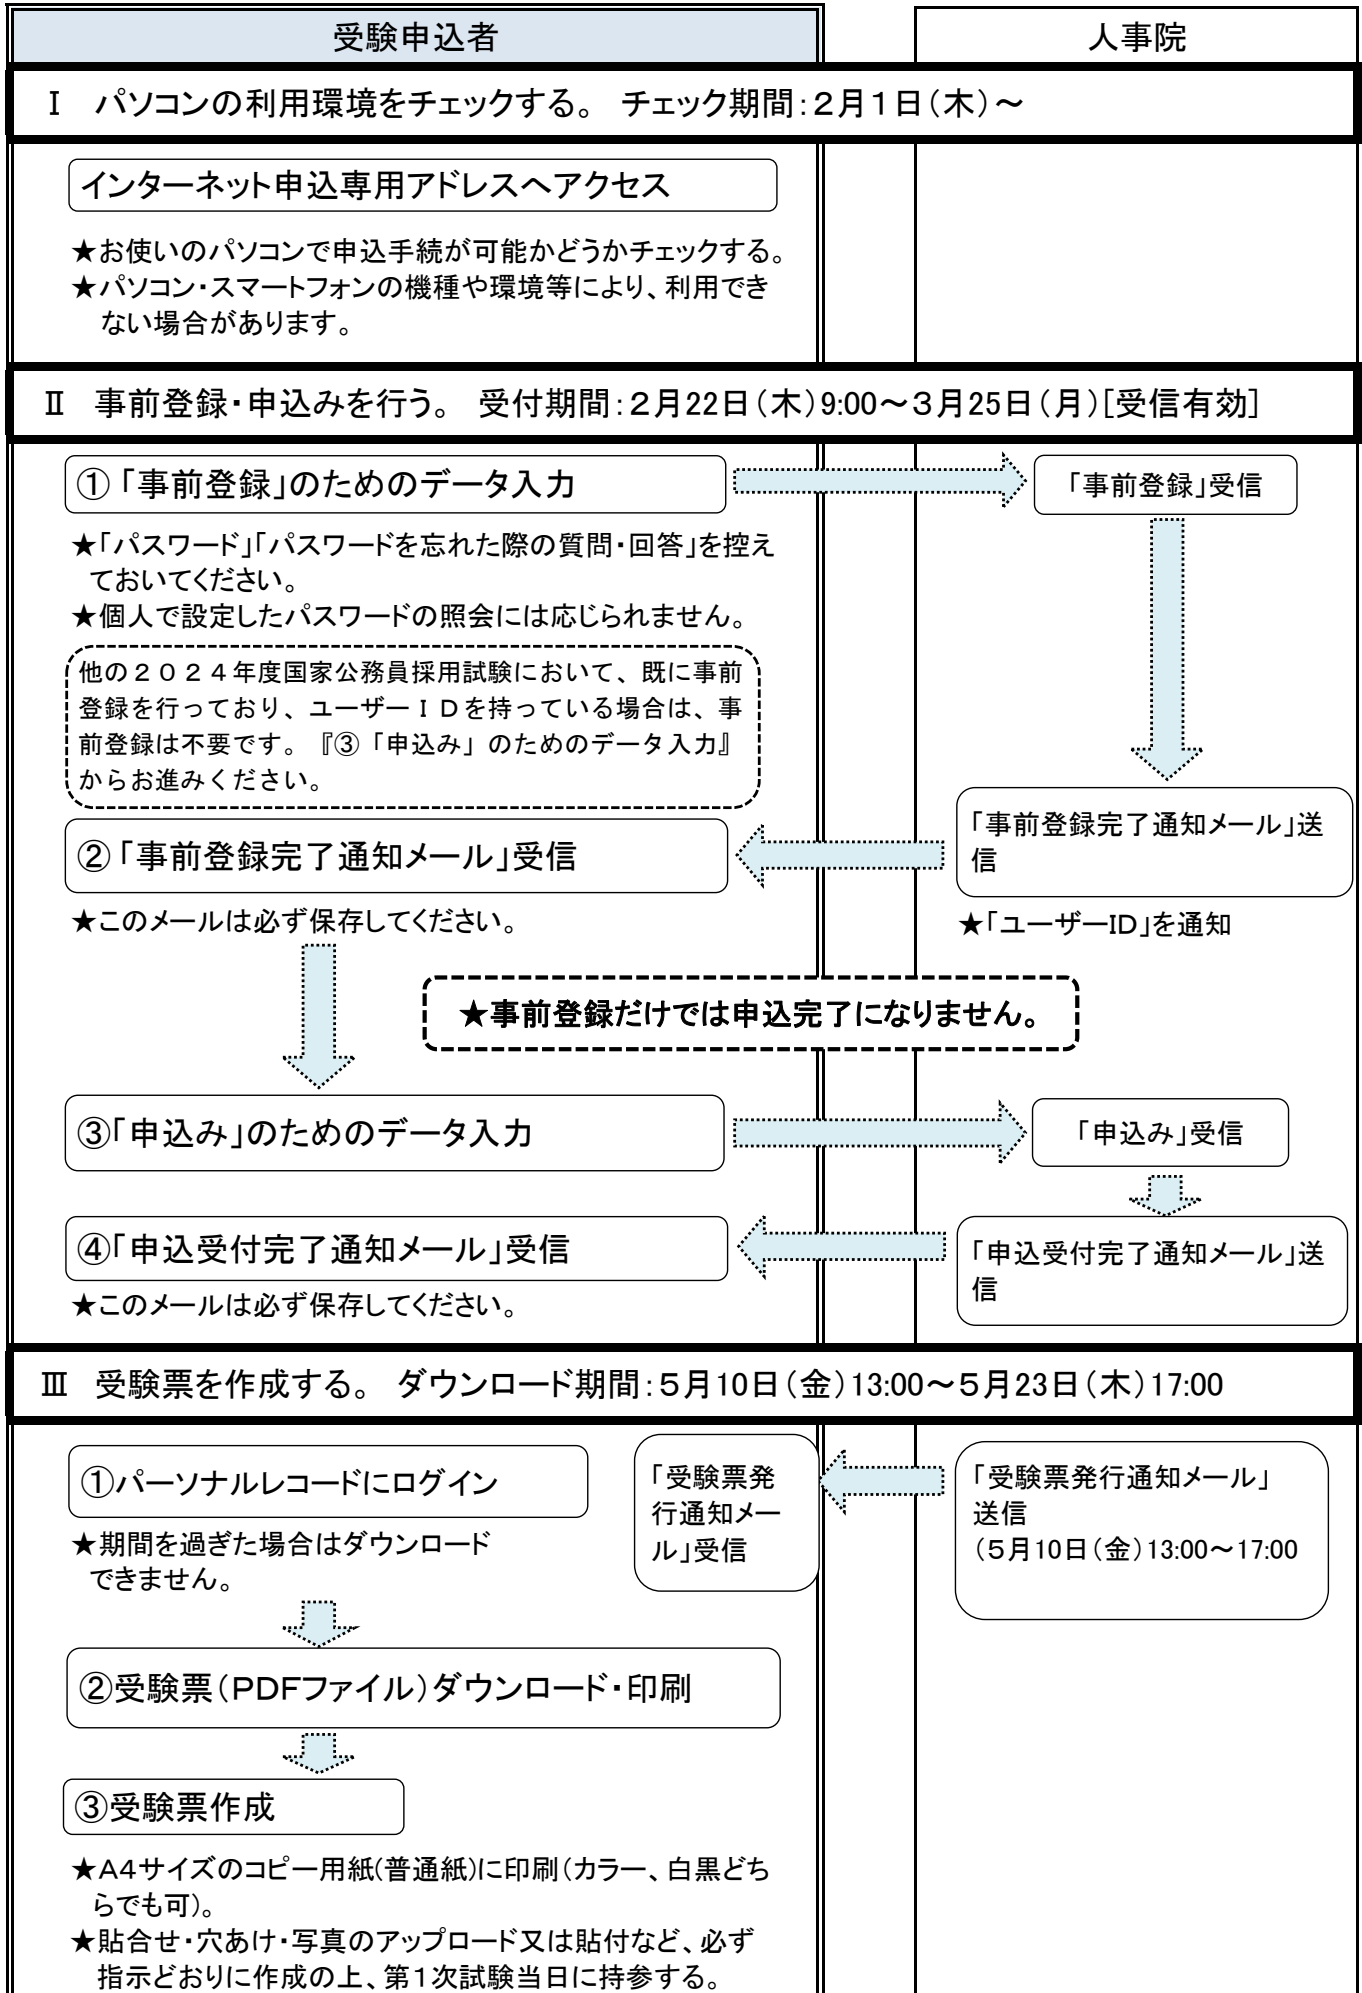 受験申込者
人事院
Ⅰ　パソコンの利用環境をチェックする。　チェック期間：２月１日（木）～
インターネット申込専用アドレスへアクセス
★お使いのパソコンで申込手続が可能かどうかチェックする。
★パソコン・スマートフォンの機種や環境等により、利用でき
ない場合があります。
Ⅱ　事前登録・申込みを行う。　受付期間：２月22日（木）9:00～３月25日（月）[受信有効]
①「事前登録」のためのデータ入力
「事前登録」受信
★「パスワード」「パスワードを忘れた際の質問・回答」を控え
ておいてください。
★個人で設定したパスワードの照会には応じられません。
他の２０２４年度国家公務員採用試験において、既に事前
登録を行っており、ユーザーＩＤを持っている場合は、事
前登録は不要です。『③「申込み」のためのデータ入力』
からお進みください。
「事前登録完了通知メール」送
信
②「事前登録完了通知メール」受信
★このメールは必ず保存してください。
★「ユーザーID」を通知
★事前登録だけでは申込完了になりません。
③「申込み」のためのデータ入力
「申込み」受信
④「申込受付完了通知メール」受信
「申込受付完了通知メール」送
信
★このメールは必ず保存してください。
Ⅲ　受験票を作成する。　ダウンロード期間：５月10日（金）13:00～５月23日（木）17:00
①パーソナルレコードにログイン
★期間を過ぎた場合はダウンロード
できません。
「受験票発
行通知メー
ル」受信
「受験票発行通知メール」
送信
（５月10日（金）13:00～17:00
②受験票（PDFファイル）ダウンロード・印刷
③受験票作成
★A4サイズのコピー用紙(普通紙)に印刷（カラー、白黒どち
らでも可）。
★貼合せ・穴あけ・写真のアップロード又は貼付など、必ず
指示どおりに作成の上、第１次試験当日に持参する。